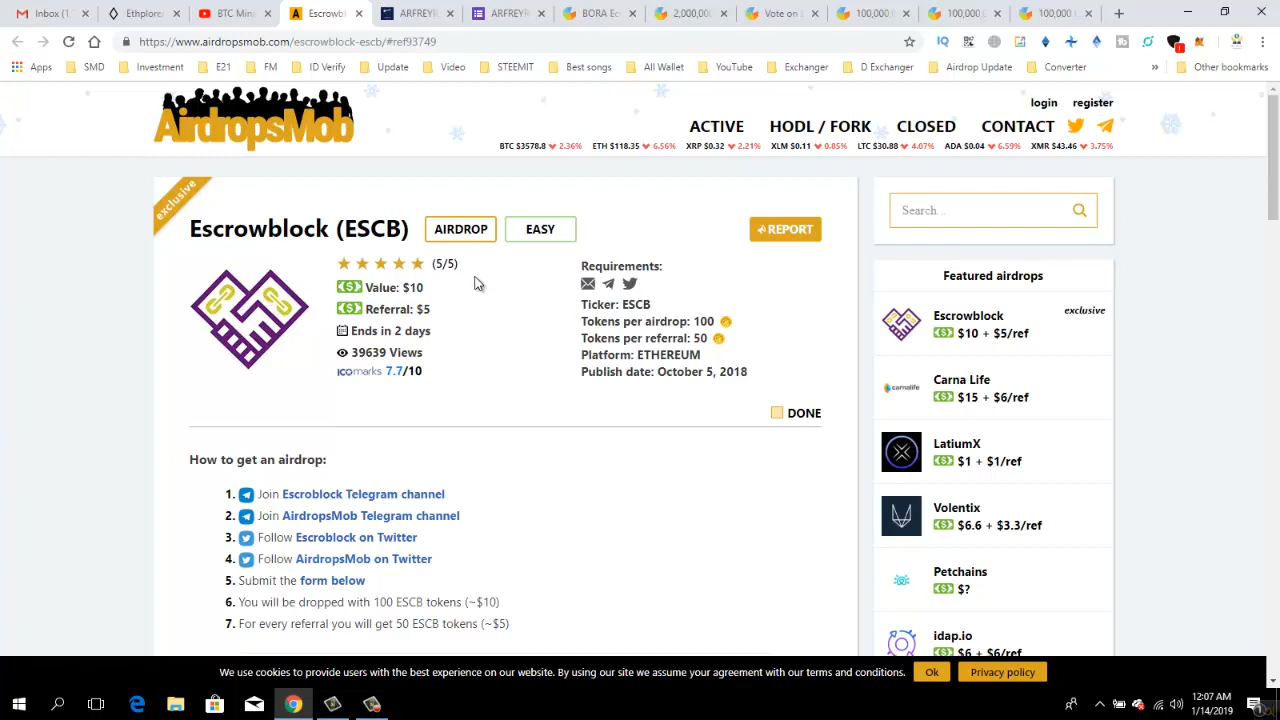 Inbox (1
Ethplore
BTC Min
Escrowb
ARFREYR
ARFREYR
BORA Ec
2,000,00
Vote on
100,000
100,000
100,000
https://www.airdropsmob.com/escrowblock-escb/#ref93749
Apps SMD Investment E21 FM ID Verify Update Video STEEMIT Best songs All Wallet YouTube Exchanger D Exchanger Airdrop Update Converter » Other bookmarks
login register
AirdropsMob
ACTIVE HODL / FORK CLOSED CONTACT
BTC $3578.8 2.36% ETH $118.35 6.56% XRP $0.32 2.21% XLM $0.11 0.85% LTC $30.88 4.07% ADA $0.04 6.59% XMR $43.46 3.75%
exclusive
Escrowblock (ESCB) AIRDROP EASY REPORT
(5/5)
Value: $10
Referral: $5
Ends in 2 days
39639 Views
ICOmarks 7.7/10
Requirements:
Ticker: ESCB
Tokens per airdrop: 100
Tokens per referral: 50
Platform: ETHEREUM
Publish date: October 5, 2018
DONE
How to get an airdrop:
1. Join Escroblock Telegram channel
2. Join AirdropsMob Telegram channel
3. Follow Escroblock on Twitter
4. Follow AirdropsMob on Twitter
5. Submit the form below
6. You will be dropped with 100 ESCB tokens (~$10)
7. For every referral you will get 50 ESCB tokens (~$5)
Search...
Featured airdrops
Escrowblock exclusive
$10 + $5/ref
carnalife
Carna Life
$15 + $6/ref
LatiumX
$1 + $1/ref
Volentix
$6.6 + $3.3/ref
Petchains
$?
idap.io
$6 + $6/ref
We use cookies to provide users with the best experience on our website. By using our site we assume your agreement with our terms and conditions. Ok Privacy policy
12:07 AM
1/14/2019